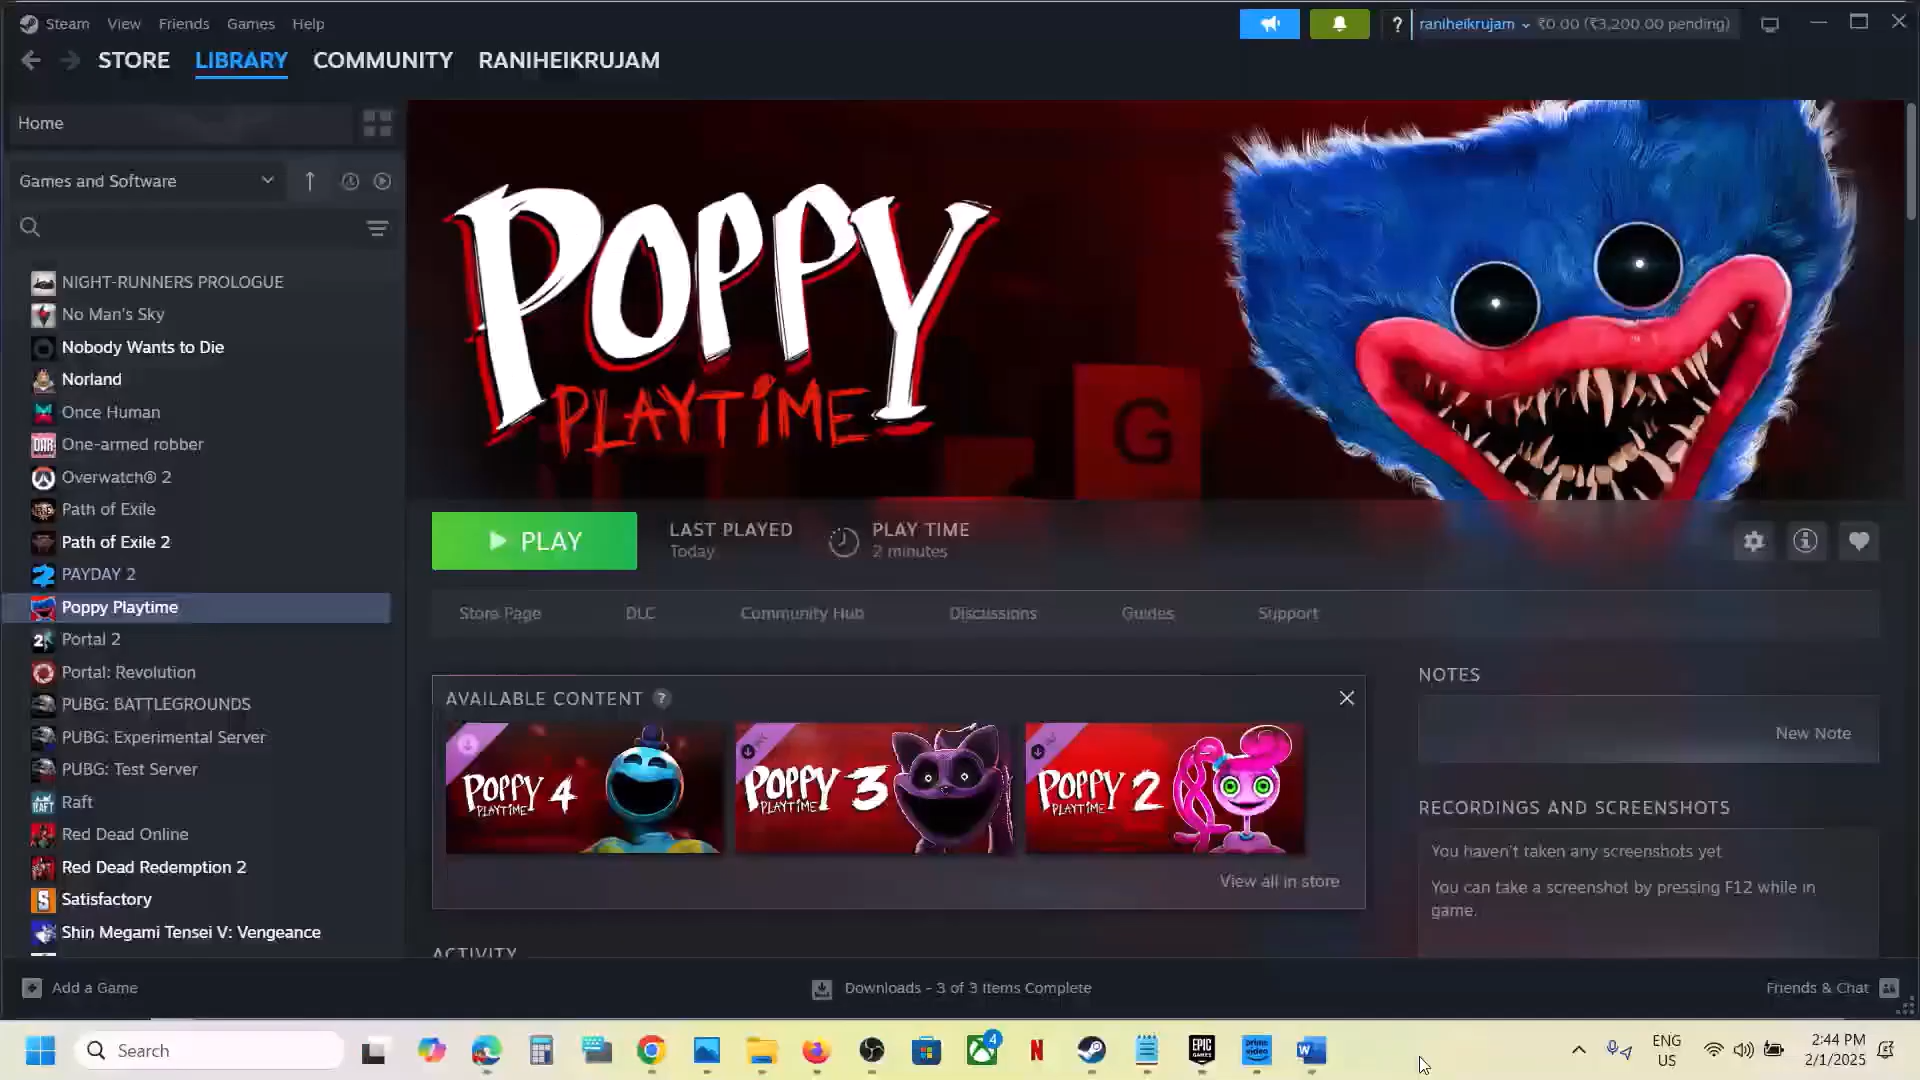 Steam View Friends Games Help
? raniheikrujam ₹0.00 (₹3,200.00 pending)
STORE LIBRARY COMMUNITY RANIHEIKRUJAM
Home
Games and Software
NIGHT-RUNNERS PROLOGUE
No Man's Sky
Nobody Wants to Die
Norland
Once Human
One-armed robber
Overwatch® 2
Path of Exile
Path of Exile 2
PAYDAY 2
Poppy Playtime
Portal 2
Portal: Revolution
PUBG: BATTLEGROUNDS
PUBG: Experimental Server
PUBG: Test Server
Raft
Red Dead Online
Red Dead Redemption 2
Satisfactory
Shin Megami Tensei V: Vengeance
POPPY
PLAYTIME
G
PLAY
LAST PLAYED
Today
PLAY TIME
2 minutes
Store Page DLC Community Hub Discussions Guides Support
AVAILABLE CONTENT ?
POPPY PLAYTIME 4
POPPY PLAYTIME 3
POPPY PLAYTIME 2
View all in store
ACTIVITY
NOTES
New Note
RECORDINGS AND SCREENSHOTS
You haven't taken any screenshots yet
You can take a screenshot by pressing F12 while in
game.
Add a Game
Downloads - 3 of 3 Items Complete
Friends & Chat
Search
4
N
EPIC GAMES
prime video
W
ENG
US
2:44 PM
2/1/2025